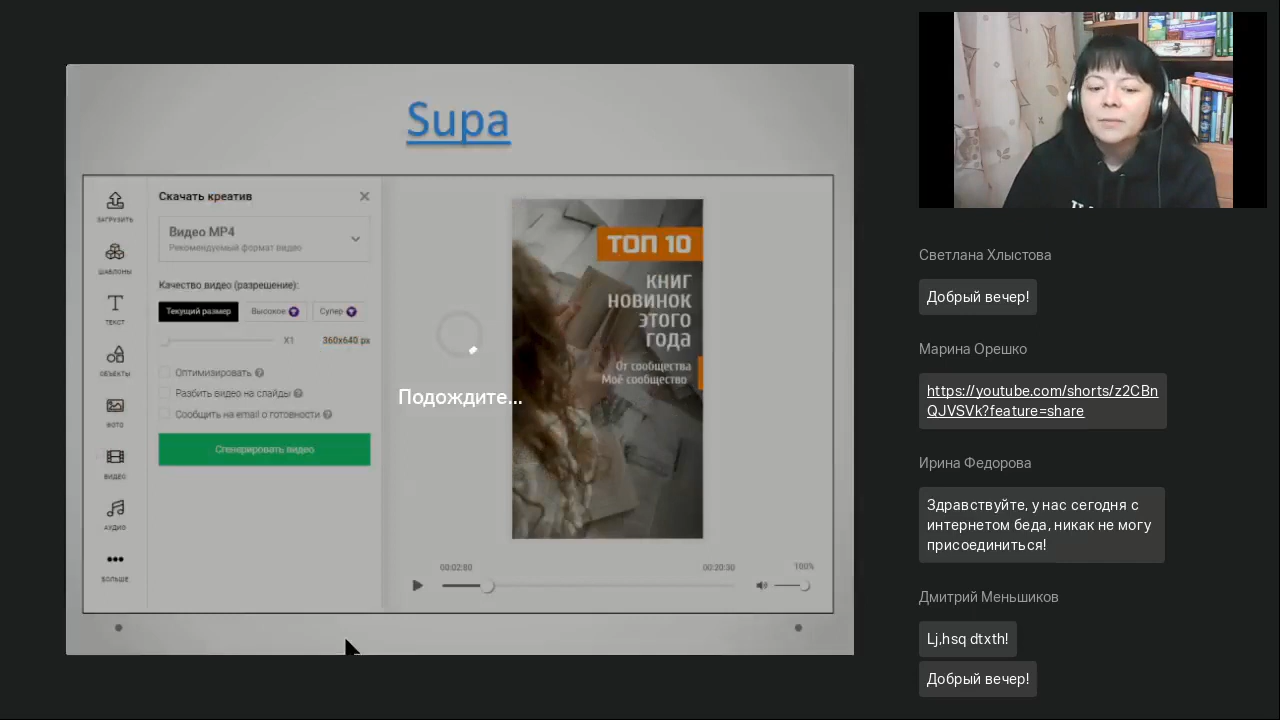 Supa
Скачать креатив
Видео MP4
Рекомендуемый формат видео
Качество видео (разрешение):
Текущий размер
Высокое
Супер
X1
360x640 px
Оптимизировать
Разбить видео на слайды
Сообщить на email о готовности
Сгенерировать видео
ЗАГРУЗИТЬ
ШАБЛОНЫ
ТЕКСТ
ОБЪЕКТЫ
ФОТО
ВИДЕО
АУДИО
БОЛЬШЕ
ТОП 10
КНИГ
НОВИНОК
ЭТОГО
ГОДА
От сообщества
Моё сообщество
Подождите...
00:02:80
00:20:30
100%
Светлана Хлыстова
Добрый вечер!
Марина Орешко
https://youtube.com/shorts/z2CBn
QJVSVk?feature=share
Ирина Федорова
Здравствуйте, у нас сегодня с
интернетом беда, никак не могу
присоединиться!
Дмитрий Меньшиков
Lj,hsq dtxth!
Добрый вечер!